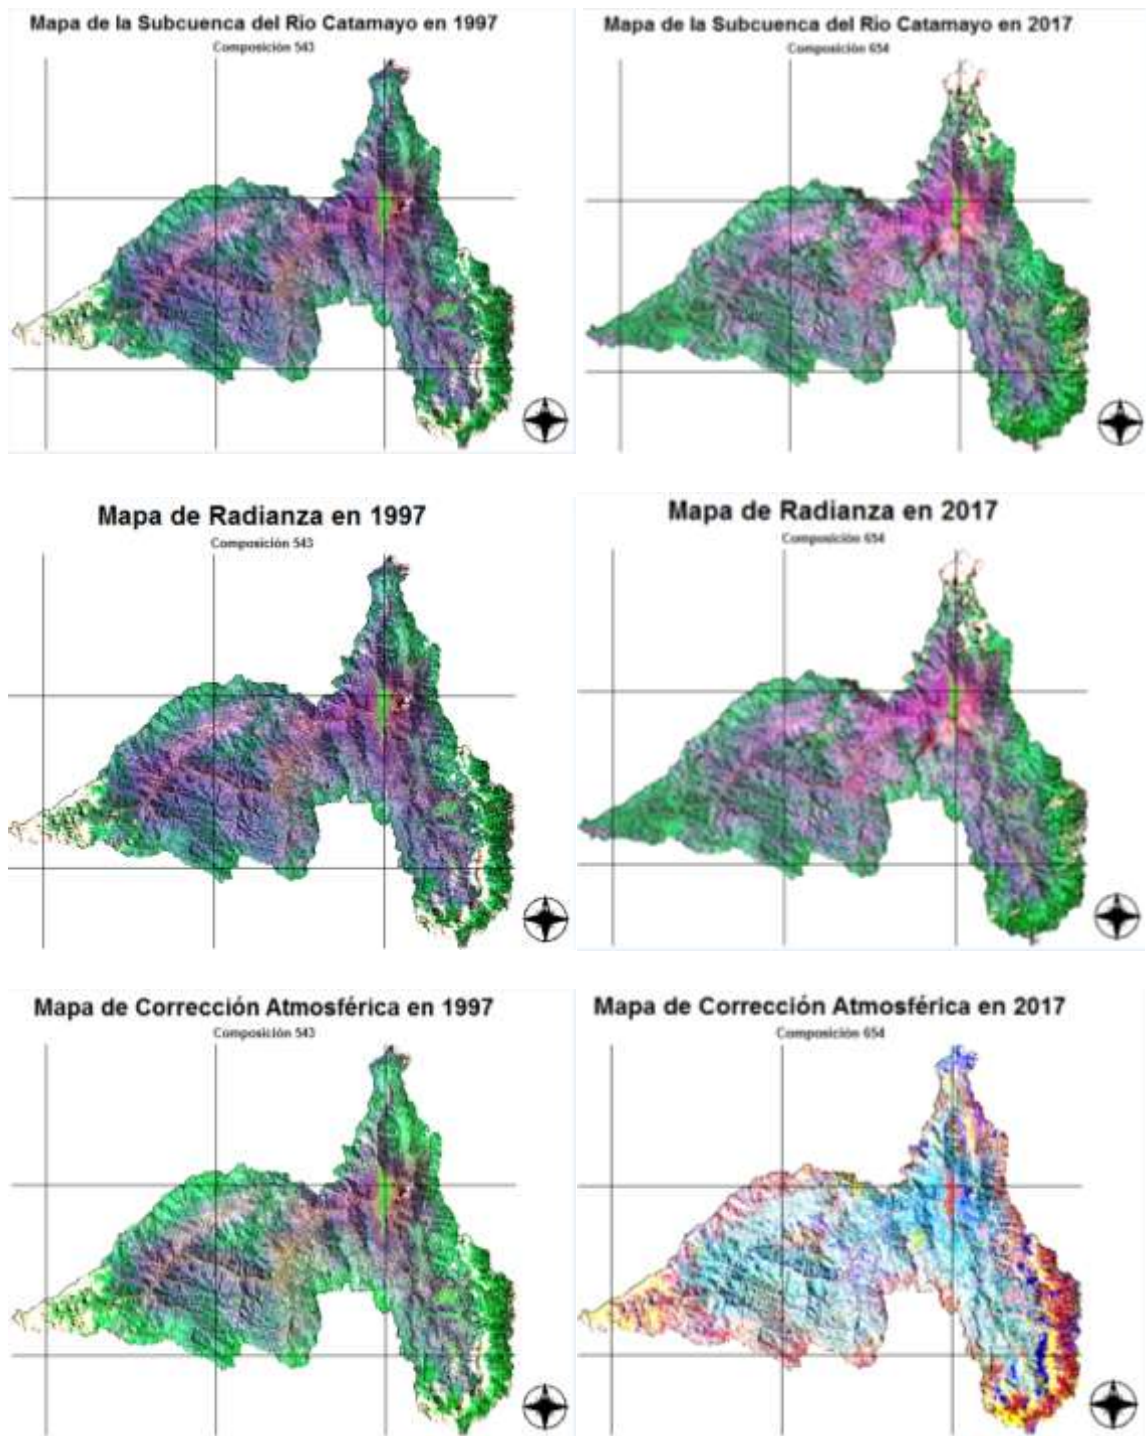 Mapa de la Subcuenca del Río Catamayo en 1997
Composición 543
Mapa de la Subcuenca del Río Catamayo en 2017
Composición 654
Mapa de Radianza en 1997
Composición 543
Mapa de Radianza en 2017
Composición 654
Mapa de Corrección Atmosférica en 1997
Composición 543
Mapa de Corrección Atmosférica en 2017
Composición 654